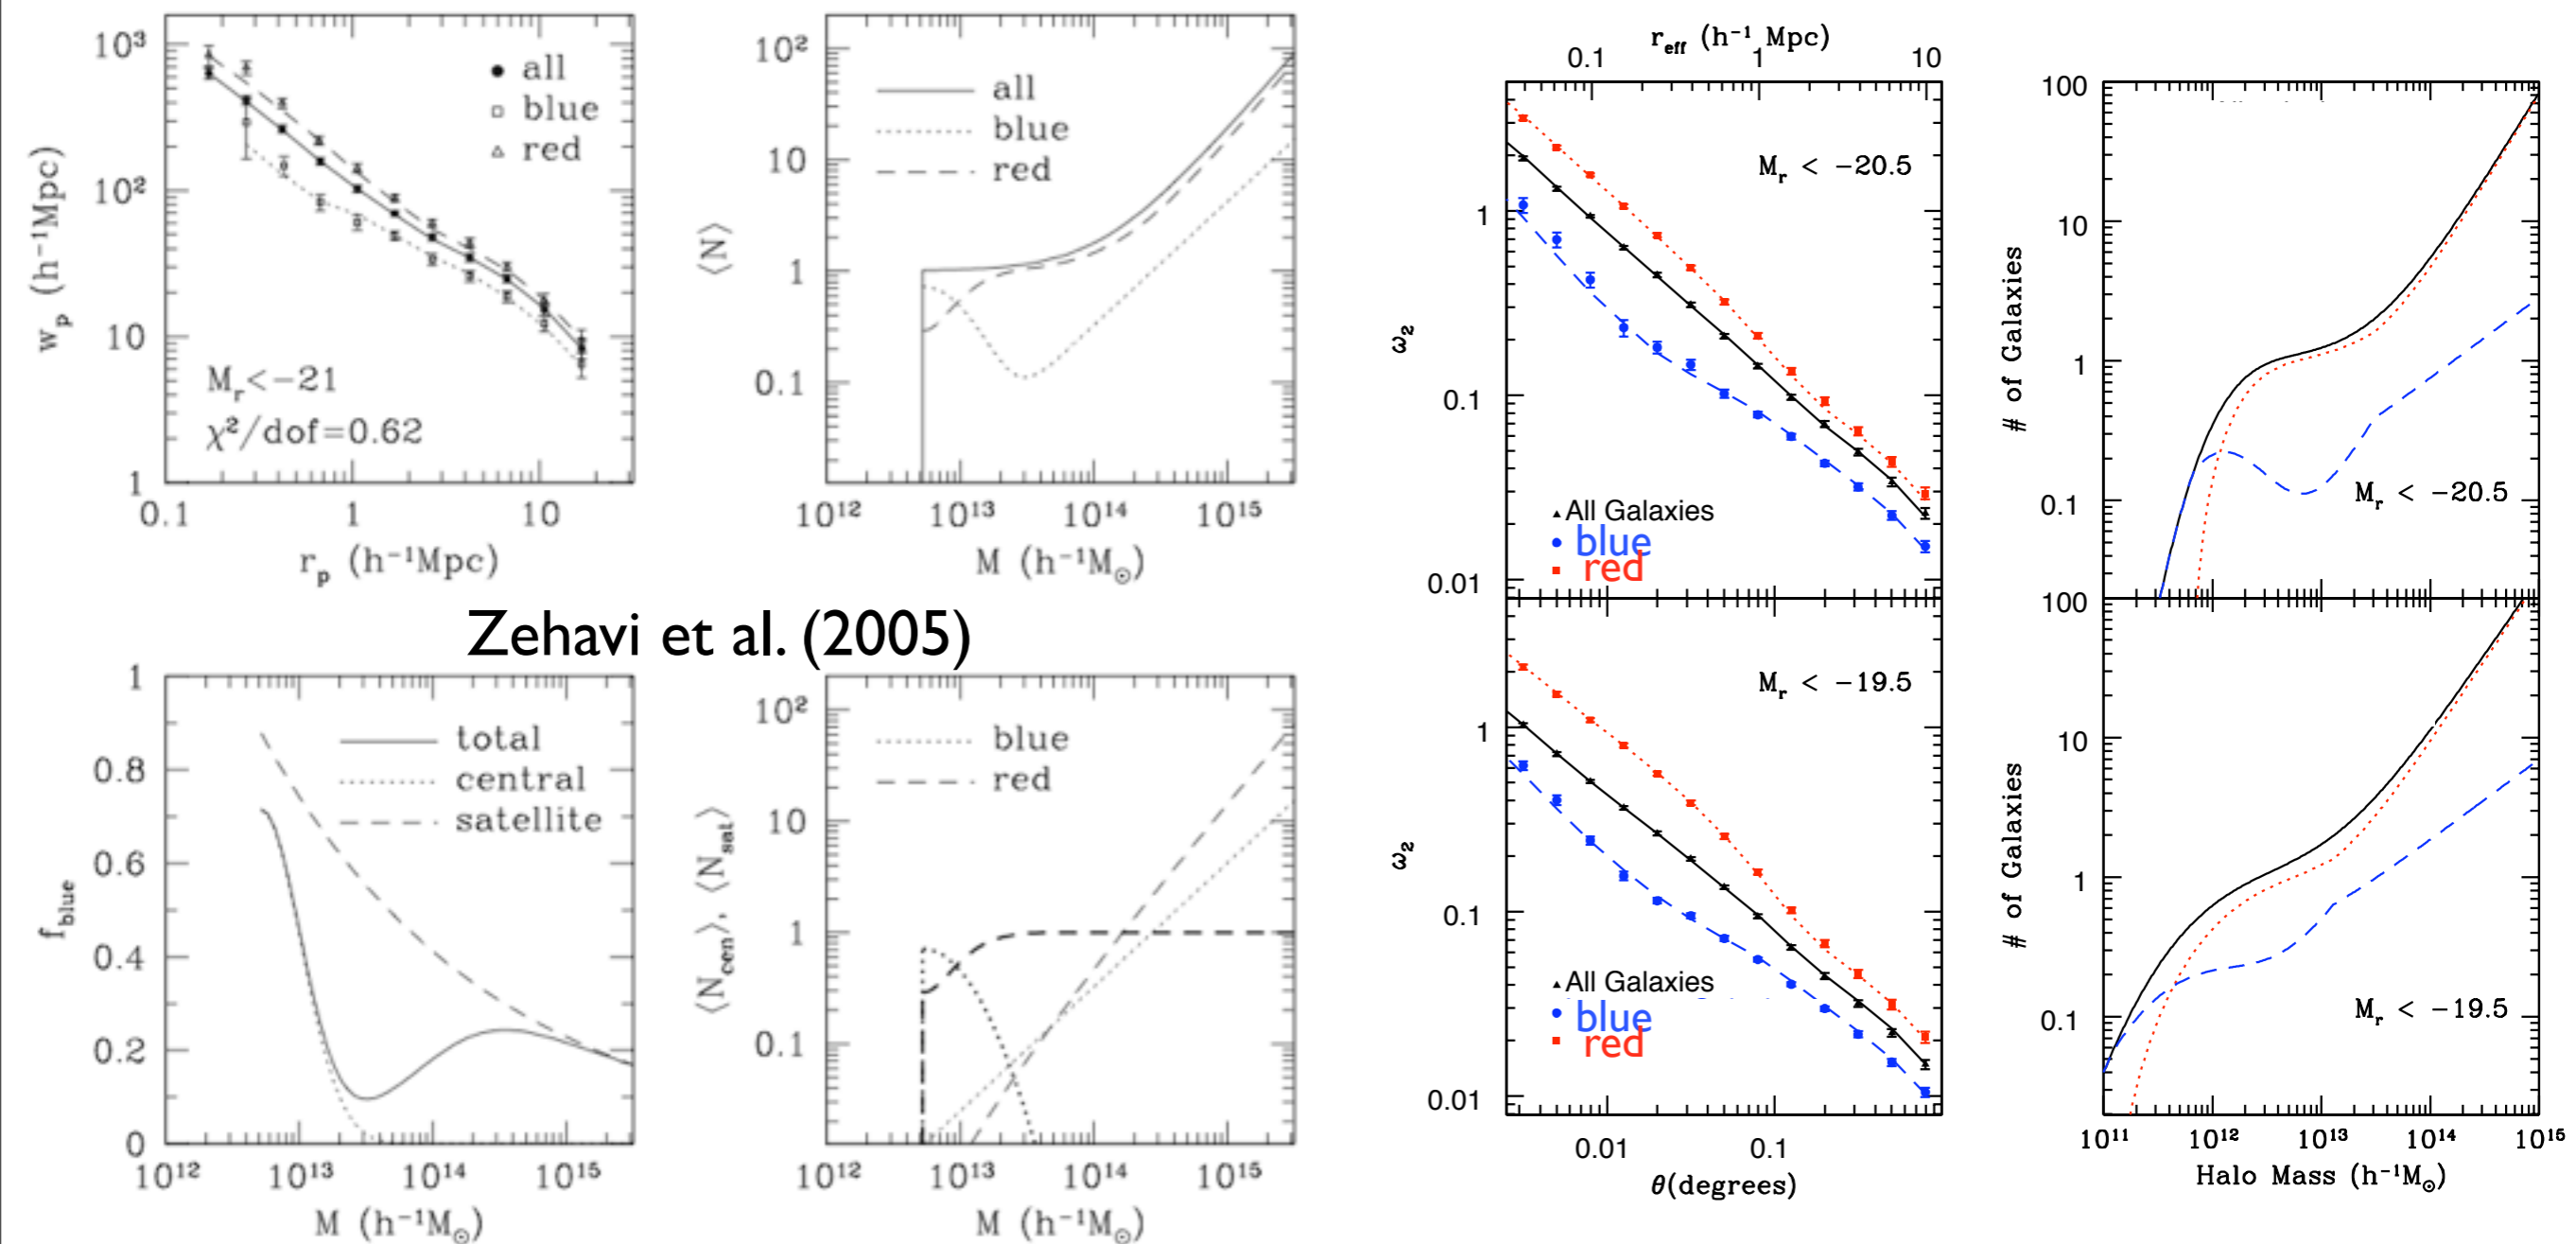 10³
10²
10
1
0.1
1
10
w_p (h⁻¹Mpc)
r_p (h⁻¹Mpc)
all
blue
red
M_r<-21
χ²/dof=0.62
10²
10
1
0.1
10¹²
10¹³
10¹⁴
10¹⁵
⟨N⟩
M (h⁻¹M☉)
all
blue
red
Zehavi et al. (2005)
1
0.8
0.6
0.4
0.2
0
10¹²
10¹³
10¹⁴
10¹⁵
f_blue
M (h⁻¹M☉)
total
central
satellite
10²
10
1
0.1
10¹²
10¹³
10¹⁴
10¹⁵
⟨N_cen⟩, ⟨N_sat⟩
M (h⁻¹M☉)
blue
red
r_eff (h⁻¹ Mpc)
0.1
1
10
M_r < -20.5
1
0.1
0.01
ω₂
All Galaxies
blue
red
M_r < -19.5
1
0.1
0.01
ω₂
All Galaxies
blue
red
0.01
0.1
θ(degrees)
100
10
1
0.1
# of Galaxies
M_r < -20.5
100
10
1
0.1
# of Galaxies
M_r < -19.5
10¹¹
10¹²
10¹³
10¹⁴
10¹⁵
Halo Mass (h⁻¹M☉)